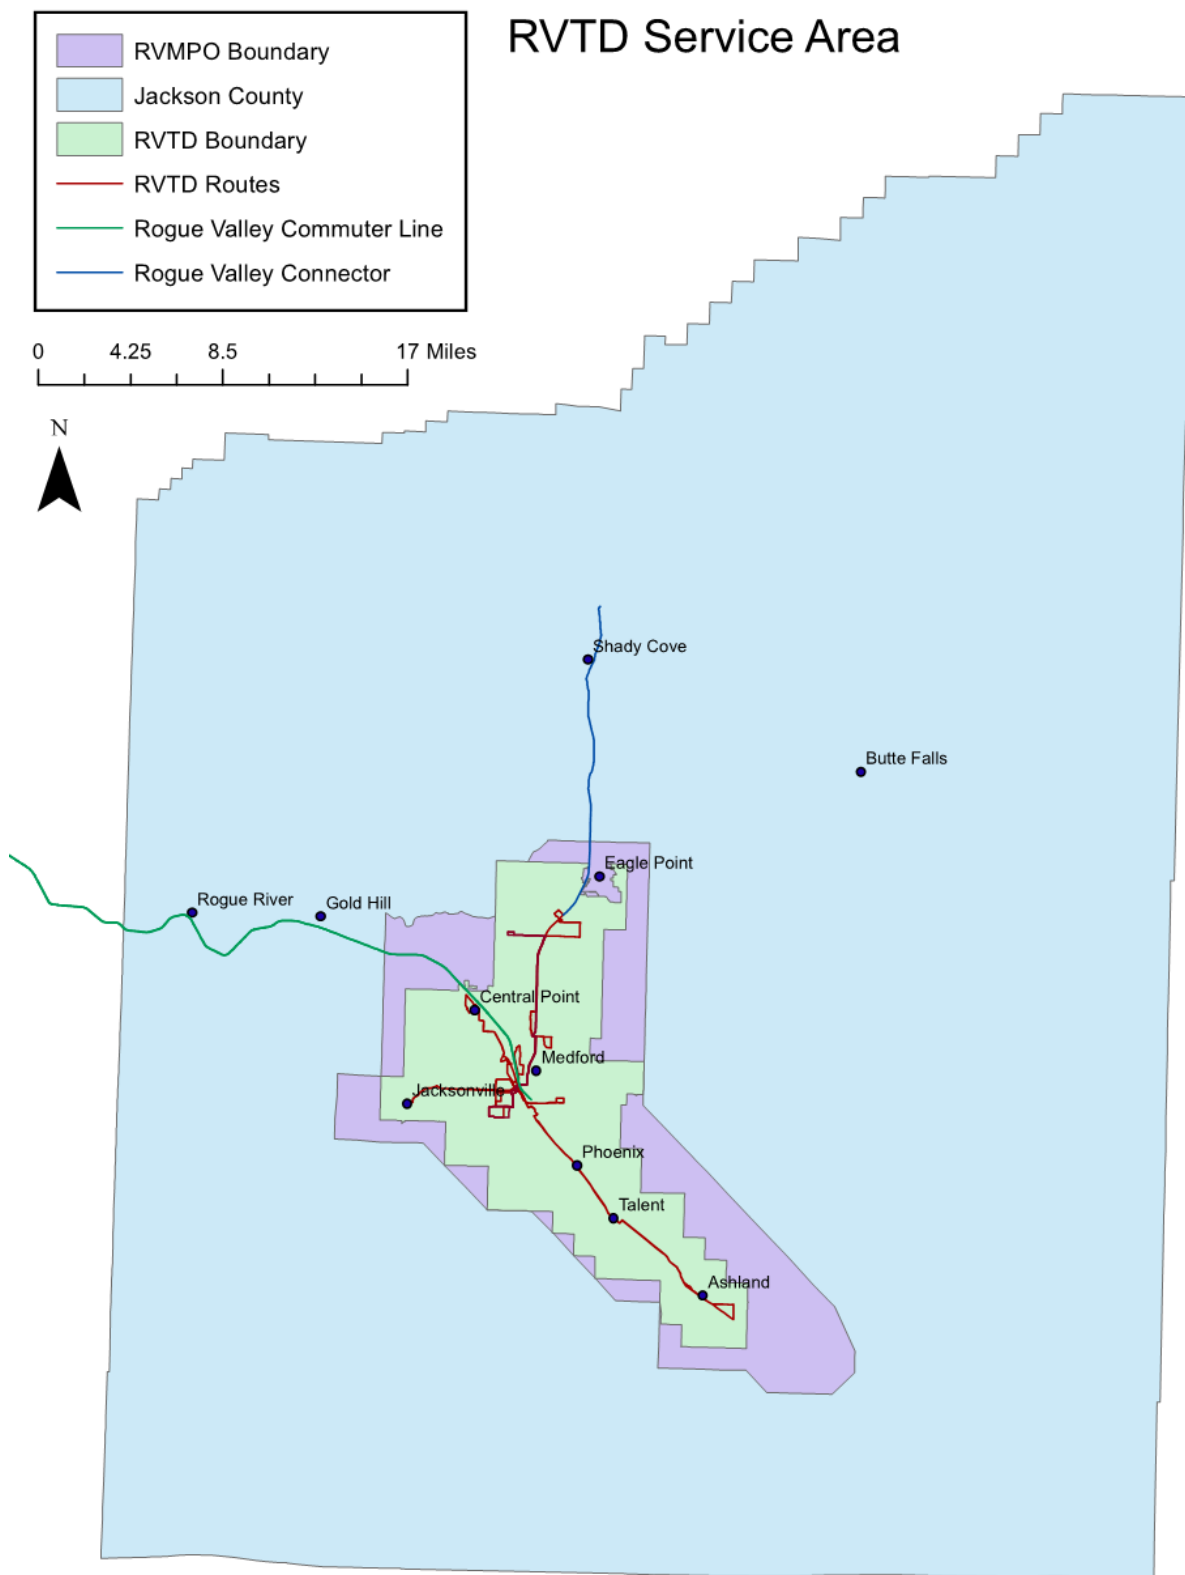 RVTD Service Area
RVMPO Boundary
Jackson County
RVTD Boundary
RVTD Routes
Rogue Valley Commuter Line
Rogue Valley Connector
0 4.25 8.5 17 Miles
N
Shady Cove
Butte Falls
Eagle Point
Rogue River
Gold Hill
Central Point
Medford
Jacksonville
Phoenix
Talent
Ashland